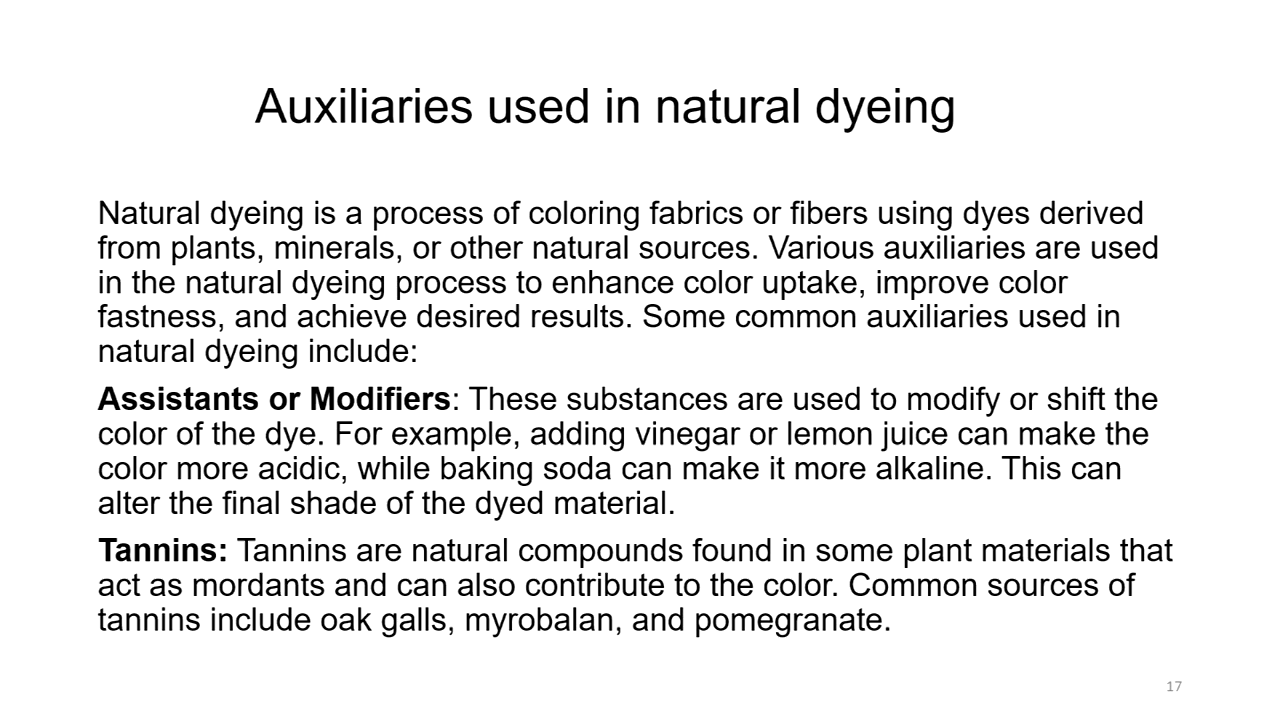 Auxiliaries used in natural dyeing
Natural dyeing is a process of coloring fabrics or fibers using dyes derived
from plants, minerals, or other natural sources. Various auxiliaries are used
in the natural dyeing process to enhance color uptake, improve color
fastness, and achieve desired results. Some common auxiliaries used in
natural dyeing include:
Assistants or Modifiers: These substances are used to modify or shift the
color of the dye. For example, adding vinegar or lemon juice can make the
color more acidic, while baking soda can make it more alkaline. This can
alter the final shade of the dyed material.
Tannins: Tannins are natural compounds found in some plant materials that
act as mordants and can also contribute to the color. Common sources of
tannins include oak galls, myrobalan, and pomegranate.
17